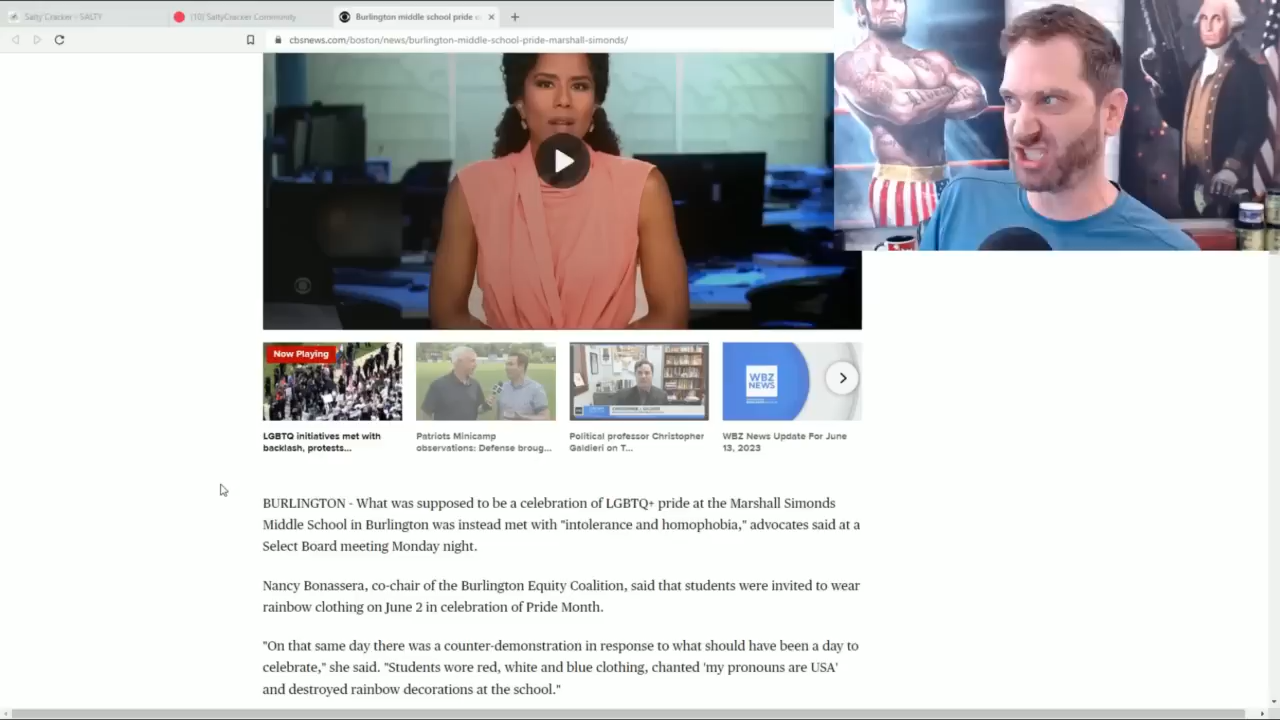 Salty Cracker - SALTY
(10) SaltyCracker Community
Burlington middle school pride
cbsnews.com/boston/news/burlington-middle-school-pride-marshall-simonds/
Now Playing
WBZ
NEWS
LGBTQ initiatives met with
backlash, protests...
Patriots Minicamp
observations: Defense broug...
Political professor Christopher
Galdieri on T...
WBZ News Update For June
13, 2023
BURLINGTON - What was supposed to be a celebration of LGBTQ+ pride at the Marshall Simonds
Middle School in Burlington was instead met with "intolerance and homophobia," advocates said at a
Select Board meeting Monday night.
Nancy Bonassera, co-chair of the Burlington Equity Coalition, said that students were invited to wear
rainbow clothing on June 2 in celebration of Pride Month.
"On that same day there was a counter-demonstration in response to what should have been a day to
celebrate," she said. "Students wore red, white and blue clothing, chanted 'my pronouns are USA'
and destroyed rainbow decorations at the school."